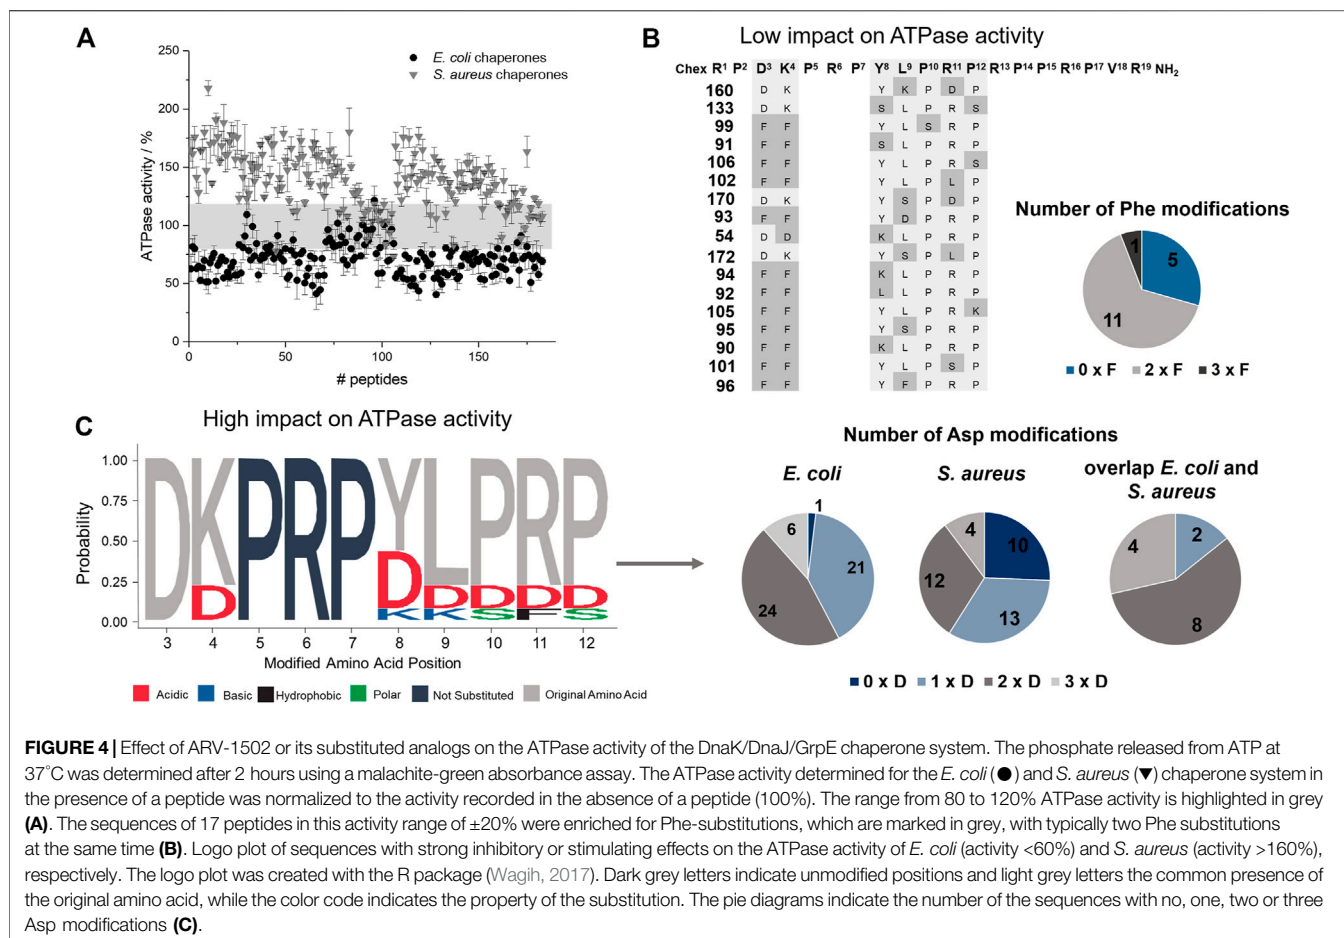 A
250
200
150
100
50
0
ATPase activity / %
E. coli chaperones
S. aureus chaperones
0
50
100
150
# peptides
B
Low impact on ATPase activity
Chex R¹ P² D³ K⁴ P⁵ R⁶ P⁷ Y⁸ L⁹ P¹⁰ R¹¹ P¹² R¹³ P¹⁴ P¹⁵ R¹⁶ P¹⁷ V¹⁸ R¹⁹ NH₂
160 D K Y K P D P
133 D K S L P R S
99 F F Y L S R P
91 F F S L P R P
106 F F Y L P R S
102 F F Y L P L P
170 D K Y S P D P
93 F F Y D P R P
54 D D K L P R P
172 D K Y S P L P
94 F F K L P R P
92 F F L L P R P
105 F F Y L P R K
95 F F Y S P R P
90 F F K L P R P
101 F F Y L P S P
96 F F Y F P R P
Number of Phe modifications
1
5
11
0 x F 2 x F 3 x F
C
High impact on ATPase activity
1.00
0.75
0.50
0.25
0.00
Probability
D K P R P Y L P R P
D D D D D D
K K S F S
3 4 5 6 7 8 9 10 11 12
Modified Amino Acid Position
Acidic Basic Hydrophobic Polar Not Substituted Original Amino Acid
Number of Asp modifications
E. coli
1
6
21
24
S. aureus
4
10
12
13
overlap E. coli and
S. aureus
4
2
8
0 x D 1 x D 2 x D 3 x D
FIGURE 4 | Effect of ARV-1502 or its substituted analogs on the ATPase activity of the DnaK/DnaJ/GrpE chaperone system. The phosphate released from ATP at
37°C was determined after 2 hours using a malachite-green absorbance assay. The ATPase activity determined for the E. coli (●) and S. aureus (▼) chaperone system in
the presence of a peptide was normalized to the activity recorded in the absence of a peptide (100%). The range from 80 to 120% ATPase activity is highlighted in grey
(A). The sequences of 17 peptides in this activity range of ±20% were enriched for Phe-substitutions, which are marked in grey, with typically two Phe substitutions
at the same time (B). Logo plot of sequences with strong inhibitory or stimulating effects on the ATPase activity of E. coli (activity <60%) and S. aureus (activity >160%),
respectively. The logo plot was created with the R package (Wagih, 2017). Dark grey letters indicate unmodified positions and light grey letters the common presence of
the original amino acid, while the color code indicates the property of the substitution. The pie diagrams indicate the number of the sequences with no, one, two or three
Asp modifications (C).